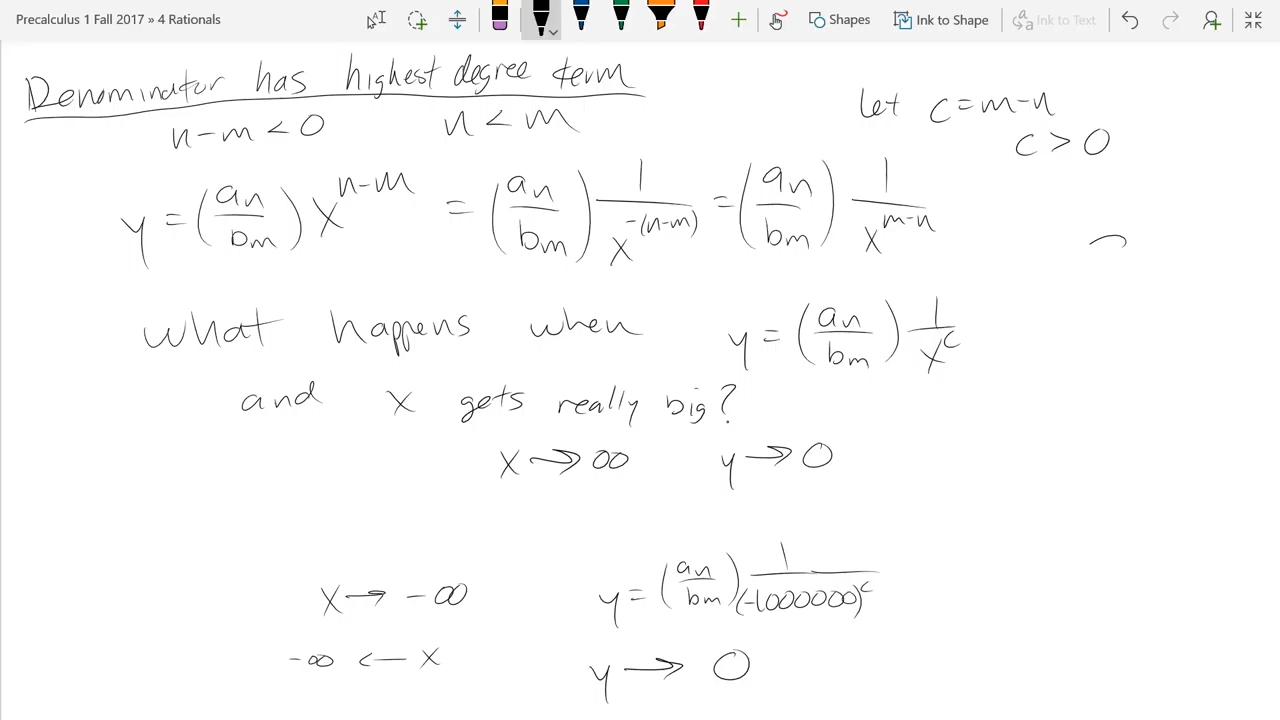 Precalculus 1 Fall 2017 » 4 Rationals
Shapes
Ink to Shape
Ink to Text
Denominator has highest degree term
n-m < 0 n < m
let c = m-n
c > 0
y = (an/bm) x^(n-m) = (an/bm) 1/x^(-(n-m)) = (an/bm) 1/x^(m-n)
what happens when y = (an/bm) 1/x^c
and x gets really big?
x → ∞ y → 0
x → -∞ y = (an/bm) 1/(-1000000)^c
-∞ ← x y → 0